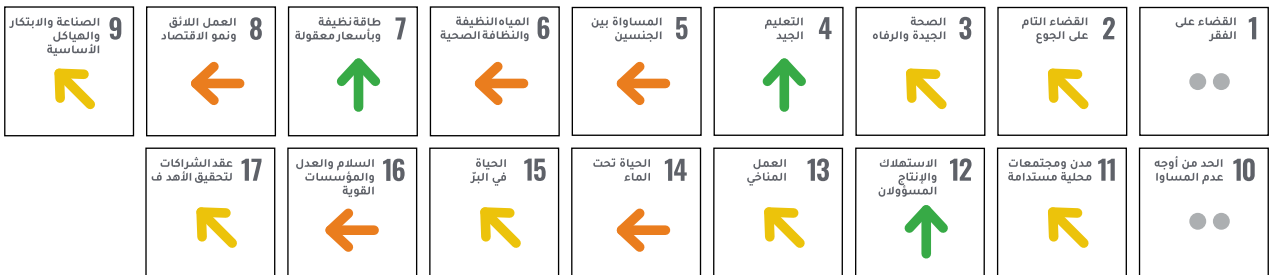 1 القضاء على
الفقر
2 القضاء التام
على الجوع
3 الصحة
الجيدة والرفاه
4 التعليم
الجيد
5 المساواة بين
الجنسين
6 المياه النظيفة
والنظافة الصحية
7 طاقة نظيفة
وبأسعار معقولة
8 العمل اللائق
ونمو الاقتصاد
9 الصناعة والابتكار
والهياكل
الأساسية
10 الحد من أوجه
عدم المساوا
11 مدن ومجتمعات
محلية مستدامة
12 الاستهلاك
والإنتاج
المسؤولان
13 العمل
المناخي
14 الحياة تحت
الماء
15 الحياة
في البرّ
16 السلام والعدل
والمؤسسات
القوية
17 عقد الشراكات
لتحقيق الأهد ف